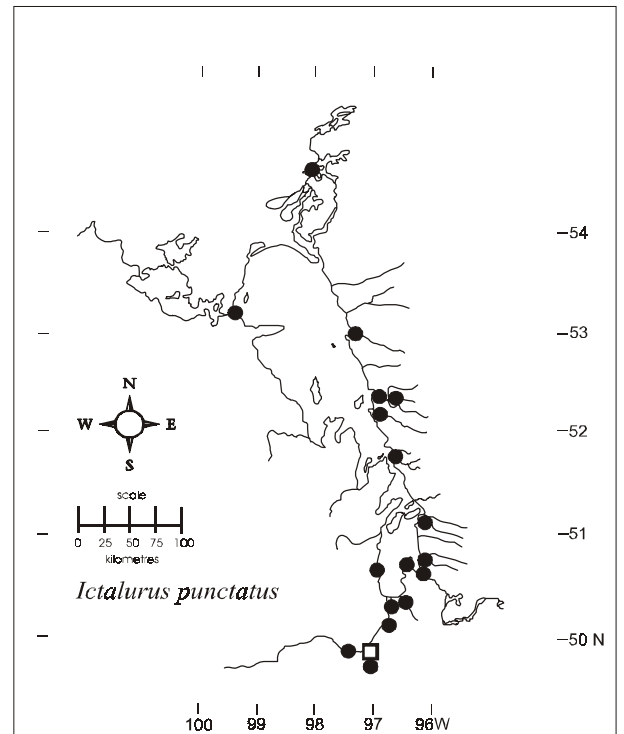 54
53
N
W E
S
52
scale
0 25 50 75 100
kilometres
51
Ictalurus punctatus
50 N
100 99 98 97 96W